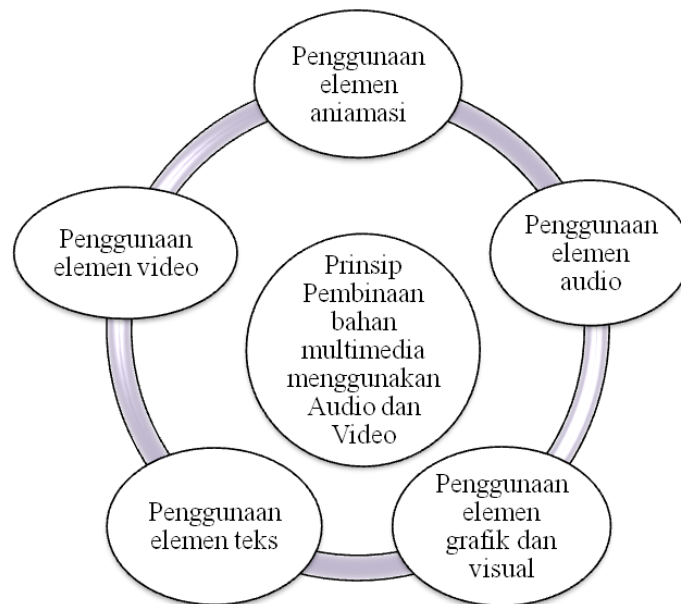 Penggunaan
elemen
aniamasi
Penggunaan
elemen
audio
Penggunaan
elemen
grafik dan
visual
Penggunaan
elemen teks
Penggunaan
elemen video
Prinsip
Pembinaan
bahan
multimedia
menggunakan
Audio dan
Video